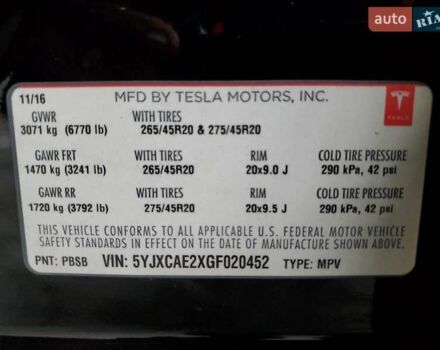 auto RIA
11/16 MFD BY TESLA MOTORS, INC.
TESLA
GVWR WITH TIRES
3071 kg (6770 lb) 265/45R20 & 275/45R20
GAWR FRT WITH TIRES RIM COLD TIRE PRESSURE
1470 kg (3241 lb) 265/45R20 20x9.0 J 290 kPa, 42 psi
GAWR RR WITH TIRES RIM COLD TIRE PRESSURE
1720 kg (3792 lb) 275/45R20 20x9.5 J 290 kPa, 42 psi
THIS VEHICLE CONFORMS TO ALL APPLICABLE U.S. FEDERAL MOTOR VEHICLE
SAFETY STANDARDS IN EFFECT ON THE DATE OF MANUFACTURE SHOWN ABOVE.
PNT: PBSB VIN: 5YJXCAE2XGF020452 TYPE: MPV